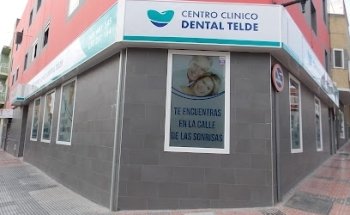 CENTRO CLINICO
DENTAL TELDE
TE ENCUENTRAS
EN LA CALLE
DE LAS SONRISAS